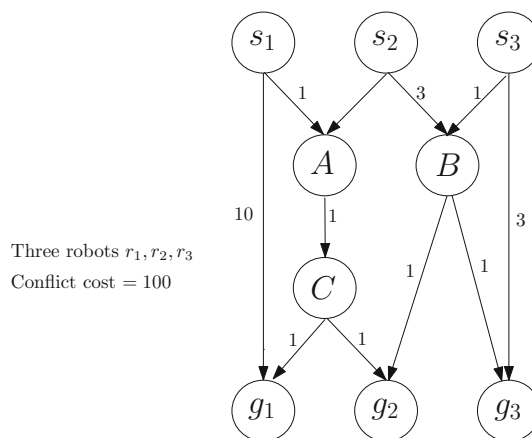 s1 s2 s3
1 3 1
A B
10 1 3
Three robots r1, r2, r3
Conflict cost = 100
C 1 1
1 1
g1 g2 g3